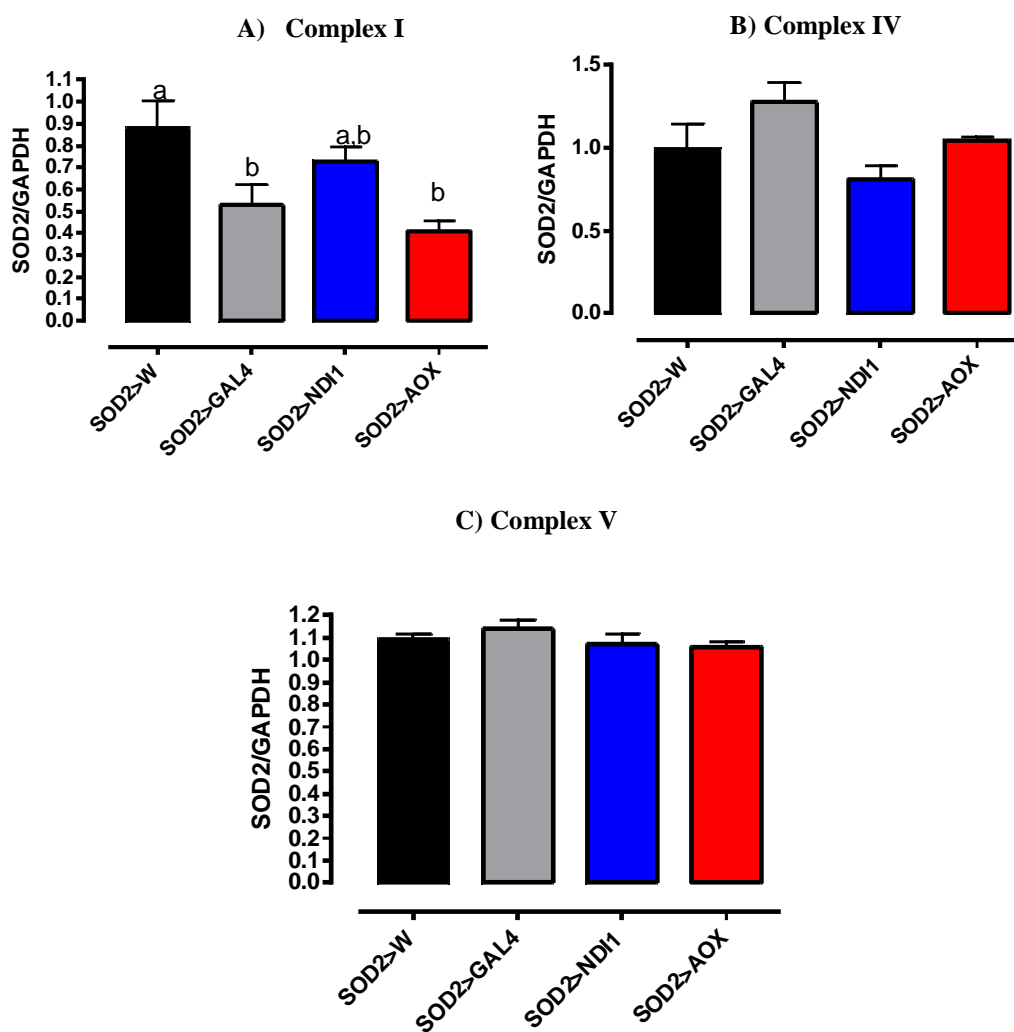 A) Complex I
SOD2/GAPDH
1.1
1.0
0.9
0.8
0.7
0.6
0.5
0.4
0.3
0.2
0.1
0.0
a
b
a,b
b
SOD2>W
SOD2>GAL4
SOD2>NDI1
SOD2>AOX
B) Complex IV
SOD2/GAPDH
1.5
1.0
0.5
0.0
SOD2>W
SOD2>GAL4
SOD2>NDI1
SOD2>AOX
C) Complex V
SOD2/GAPDH
1.2
1.1
1.0
0.9
0.8
0.7
0.6
0.5
0.4
0.3
0.2
0.1
0.0
SOD2>W
SOD2>GAL4
SOD2>NDI1
SOD2>AOX